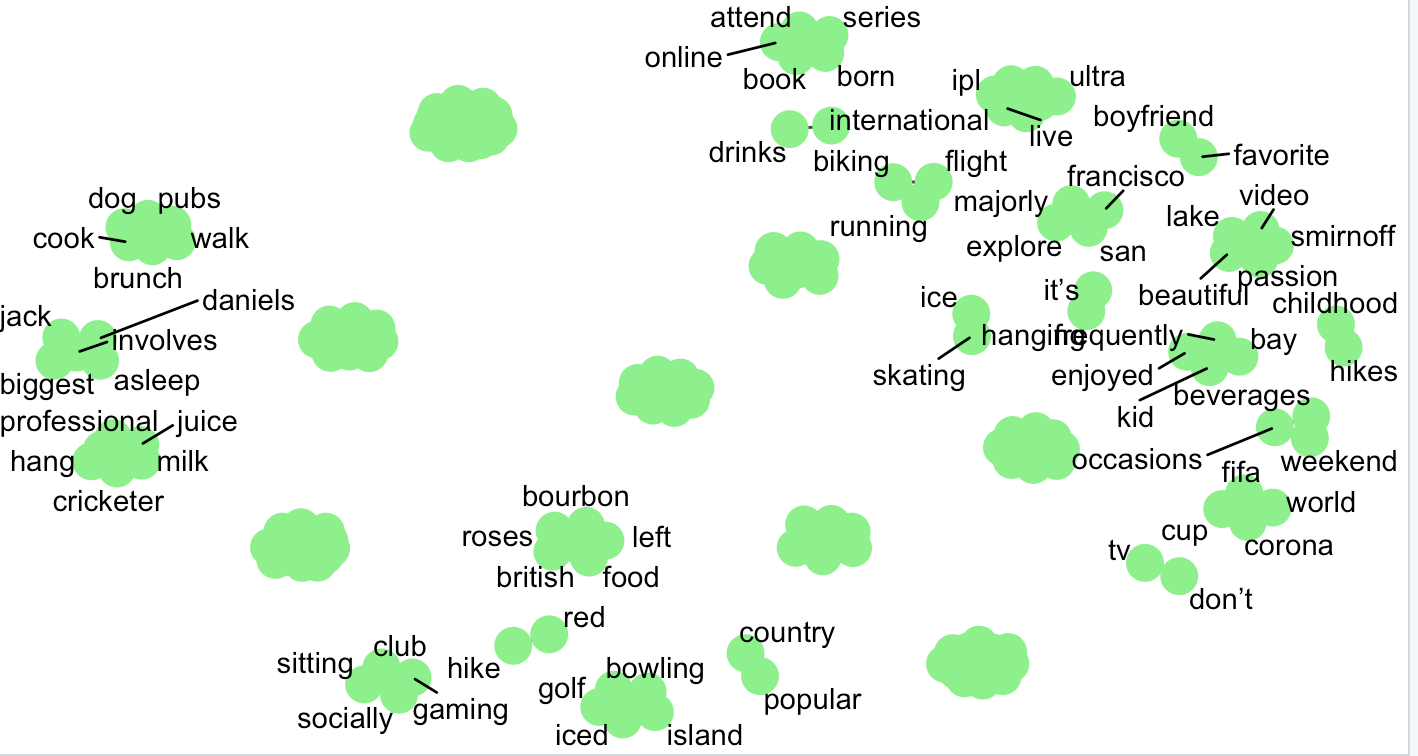 attend series
online
book born
ipl ultra
live
international
drinks
boyfriend
favorite
biking flight
running
francisco
majorly
explore san
video
lake
smirnoff
passion
beautiful
dog pubs
cook walk
brunch
daniels
jack
involves
biggest asleep
professional juice
hang milk
cricketer
ice
hanging
skating
it’s
frequently bay
enjoyed
beverages
kid
childhood
hikes
occasions weekend
fifa
world
cup
corona
tv
don’t
bourbon
roses left
british food
red
hike
club
sitting
socially gaming
bowling
golf
iced island
country
popular